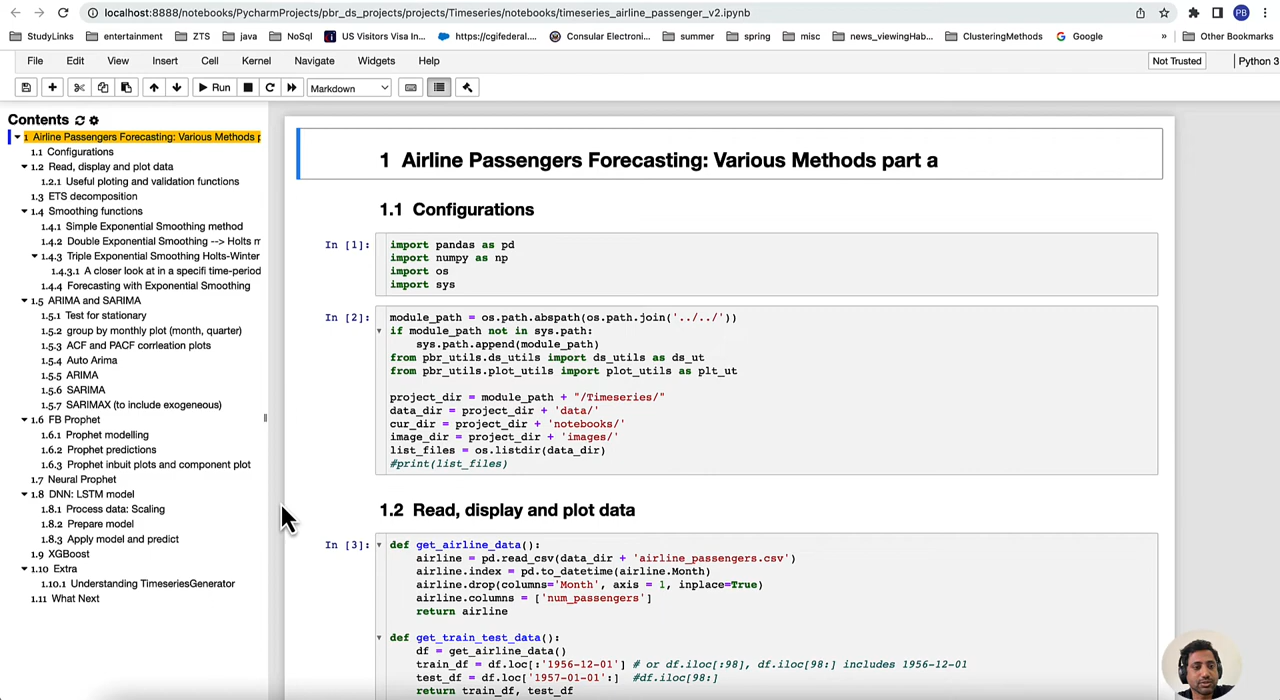 localhost:8888/notebooks/PycharmProjects/pbr_ds_projects/projects/Timeseries/notebooks/timeseries_airline_passenger_v2.ipynb
PB
StudyLinks entertainment ZTS java NoSql US Visitors Visa In... https://cgifederal.... Consular Electroni... summer spring misc news_viewingHab... ClusteringMethods Google » Other Bookmarks
File Edit View Insert Cell Kernel Navigate Widgets Help Not Trusted Python 3
Run Markdown
Contents
1 Airline Passengers Forecasting: Various Methods p
1.1 Configurations
1.2 Read, display and plot data
1.2.1 Useful ploting and validation functions
1.3 ETS decomposition
1.4 Smoothing functions
1.4.1 Simple Exponential Smoothing method
1.4.2 Double Exponential Smoothing --> Holts m
1.4.3 Triple Exponential Smoothing Holts-Winter
1.4.3.1 A closer look at in a specifi time-period
1.4.4 Forecasting with Exponential Smoothing
1.5 ARIMA and SARIMA
1.5.1 Test for stationary
1.5.2 group by monthly plot (month, quarter)
1.5.3 ACF and PACF corrleation plots
1.5.4 Auto Arima
1.5.5 ARIMA
1.5.6 SARIMA
1.5.7 SARIMAX (to include exogeneous)
1.6 FB Prophet
1.6.1 Prophet modelling
1.6.2 Prophet predictions
1.6.3 Prophet inbuit plots and component plot
1.7 Neural Prophet
1.8 DNN: LSTM model
1.8.1 Process data: Scaling
1.8.2 Prepare model
1.8.3 Apply model and predict
1.9 XGBoost
1.10 Extra
1.10.1 Understanding TimeseriesGenerator
1.11 What Next
1 Airline Passengers Forecasting: Various Methods part a
1.1 Configurations
In [1]:
import pandas as pd
import numpy as np
import os
import sys
In [2]:
module_path = os.path.abspath(os.path.join('../../'))
if module_path not in sys.path:
    sys.path.append(module_path)
from pbr_utils.ds_utils import ds_utils as ds_ut
from pbr_utils.plot_utils import plot_utils as plt_ut
project_dir = module_path + "/Timeseries/"
data_dir = project_dir + 'data/'
cur_dir = project_dir + 'notebooks/'
image_dir = project_dir + 'images/'
list_files = os.listdir(data_dir)
#print(list_files)
1.2 Read, display and plot data
In [3]:
def get_airline_data():
    airline = pd.read_csv(data_dir + 'airline_passengers.csv')
    airline.index = pd.to_datetime(airline.Month)
    airline.drop(columns='Month', axis = 1, inplace=True)
    airline.columns = ['num_passengers']
    return airline
def get_train_test_data():
    df = get_airline_data()
    train_df = df.loc[:'1956-12-01'] # or df.iloc[:98], df.iloc[98:] includes 1956-12-01
    test_df = df.loc['1957-01-01':] #df.iloc[98:]
    return train_df, test_df